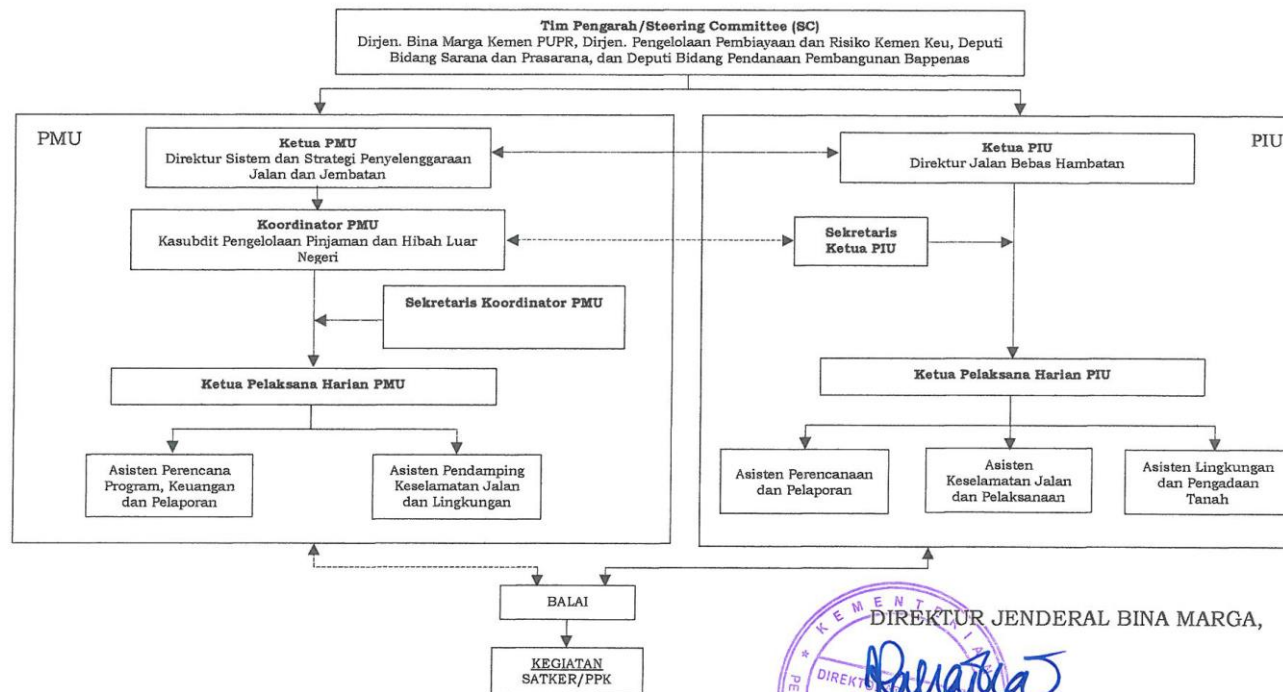 Tim Pengarah/Steering Committee (SC)
Dirjen. Bina Marga Kemen PUPR, Dirjen. Pengelolaan Pembiayaan dan Risiko Kemen Keu, Deputi
Bidang Sarana dan Prasarana, dan Deputi Bidang Pendanaan Pembangunan Bappenas
PMU
Ketua PMU
Direktur Sistem dan Strategi Penyelenggaraan
Jalan dan Jembatan
Koordinator PMU
Kasubdit Pengelolaan Pinjaman dan Hibah Luar
Negeri
Sekretaris Koordinator PMU
Ketua Pelaksana Harian PMU
Asisten Perencana
Program, Keuangan
dan Pelaporan
Asisten Pendamping
Keselamatan Jalan
dan Lingkungan
PIU
Ketua PIU
Direktur Jalan Bebas Hambatan
Sekretaris
Ketua PIU
Ketua Pelaksana Harian PIU
Asisten Perencanaan
dan Pelaporan
Asisten
Keselamatan Jalan
dan Pelaksanaan
Asisten Lingkungan
dan Pengadaan
Tanah
BALAI
KEGIATAN
SATKER/PPK
DIREKTUR JENDERAL BINA MARGA,